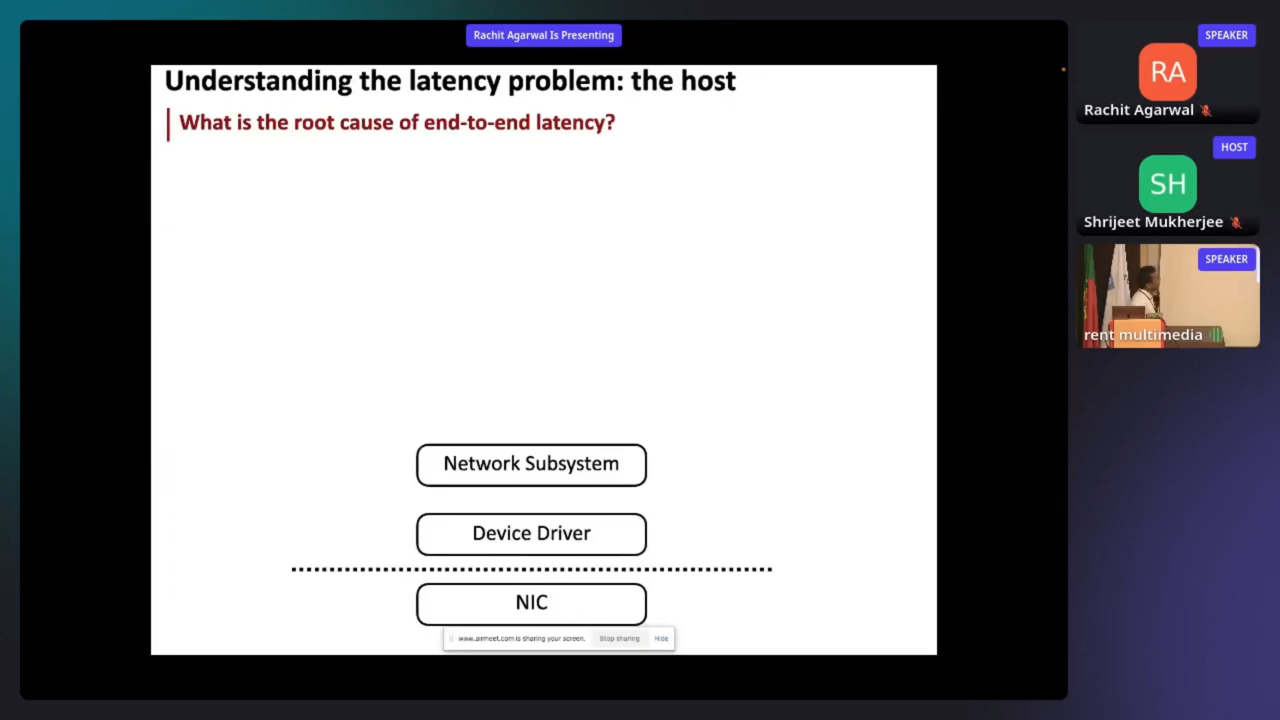 Rachit Agarwal Is Presenting
Understanding the latency problem: the host
What is the root cause of end-to-end latency?
Network Subsystem
Device Driver
NIC
www.airmeet.com is sharing your screen.
Stop sharing
Hide
SPEAKER
RA
Rachit Agarwal
HOST
SH
Shrijeet Mukherjee
SPEAKER
rent multimedia